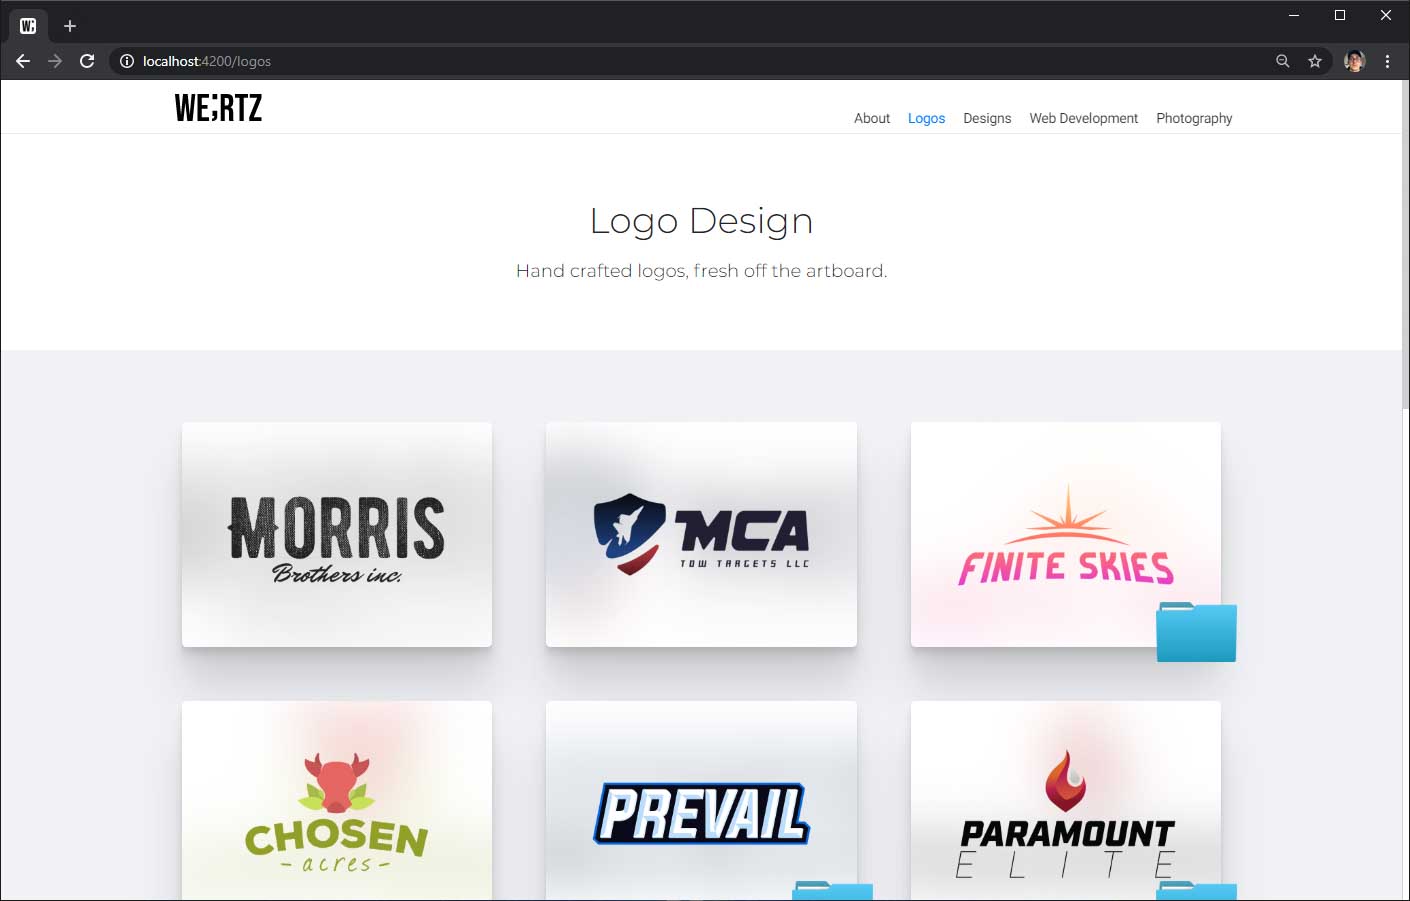 W;
localhost:4200/logos
WE;RTZ
About Logos Designs Web Development Photography
Logo Design
Hand crafted logos, fresh off the artboard.
MORRIS
Brothers inc.
MCA
TOW TARGETS LLC
FINITE SKIES
CHOSEN
- acres -
PREVAIL
PARAMOUNT
ELITE